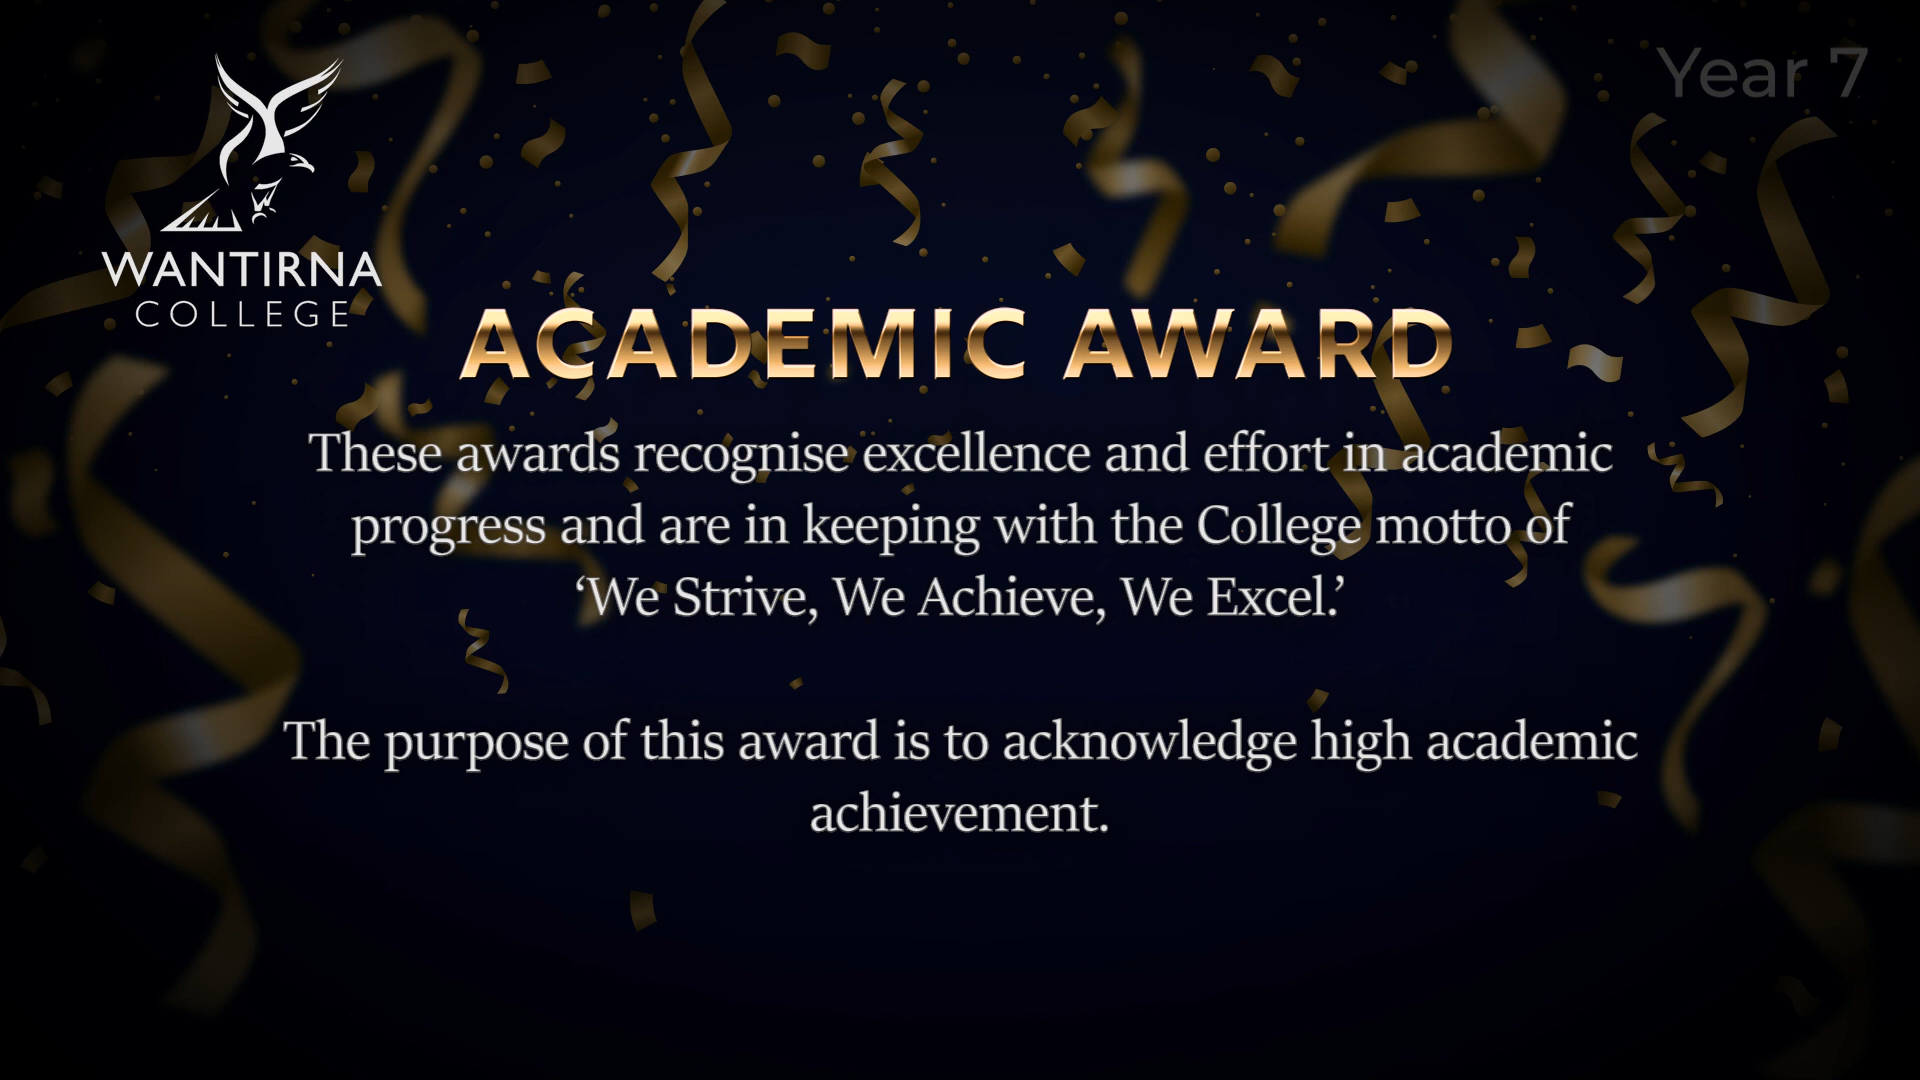 Year 7
WANTIRNA
COLLEGE
ACADEMIC AWARD
These awards recognise excellence and effort in academic
progress and are in keeping with the College motto of
‘We Strive, We Achieve, We Excel.’
The purpose of this award is to acknowledge high academic
achievement.